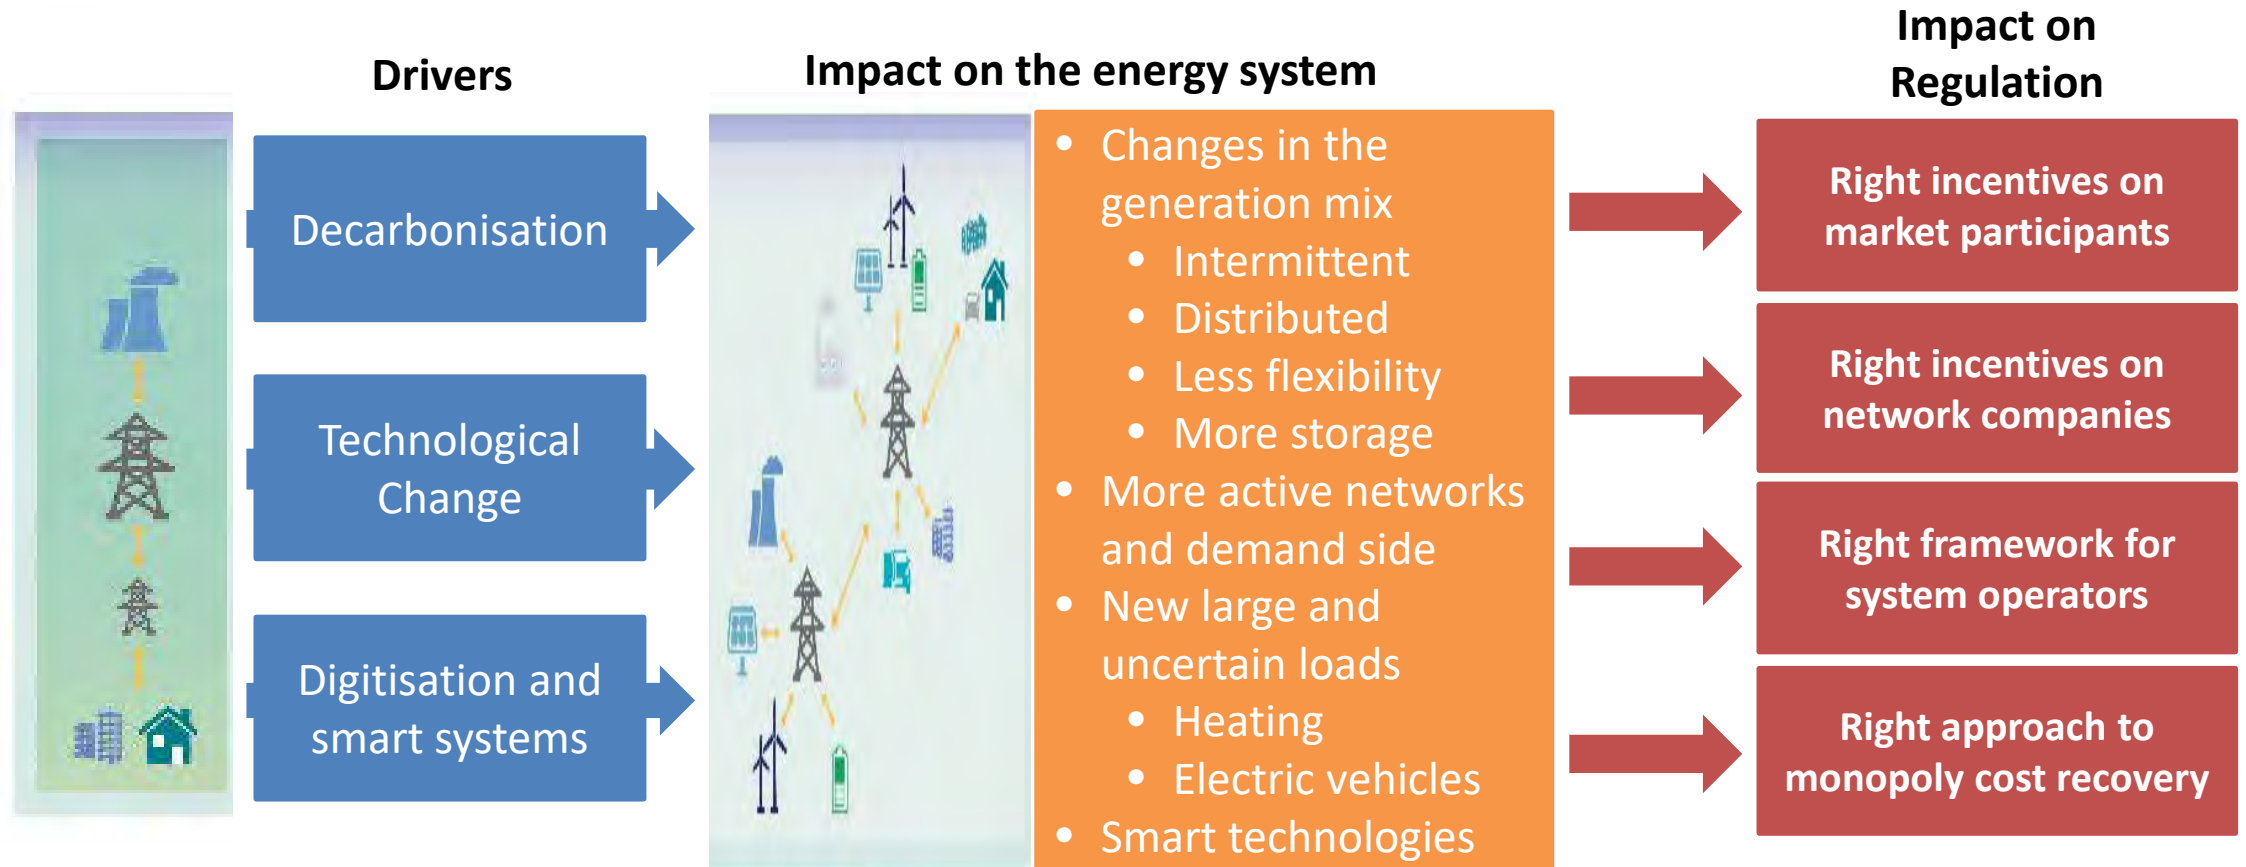 Drivers
Decarbonisation
Technological
Change
Digitisation and
smart systems
Impact on the energy system
• Changes in the
generation mix
• Intermittent
• Distributed
• Less flexibility
• More storage
• More active networks
and demand side
• New large and
uncertain loads
• Heating
• Electric vehicles
• Smart technologies
Impact on
Regulation
Right incentives on
market participants
Right incentives on
network companies
Right framework for
system operators
Right approach to
monopoly cost recovery